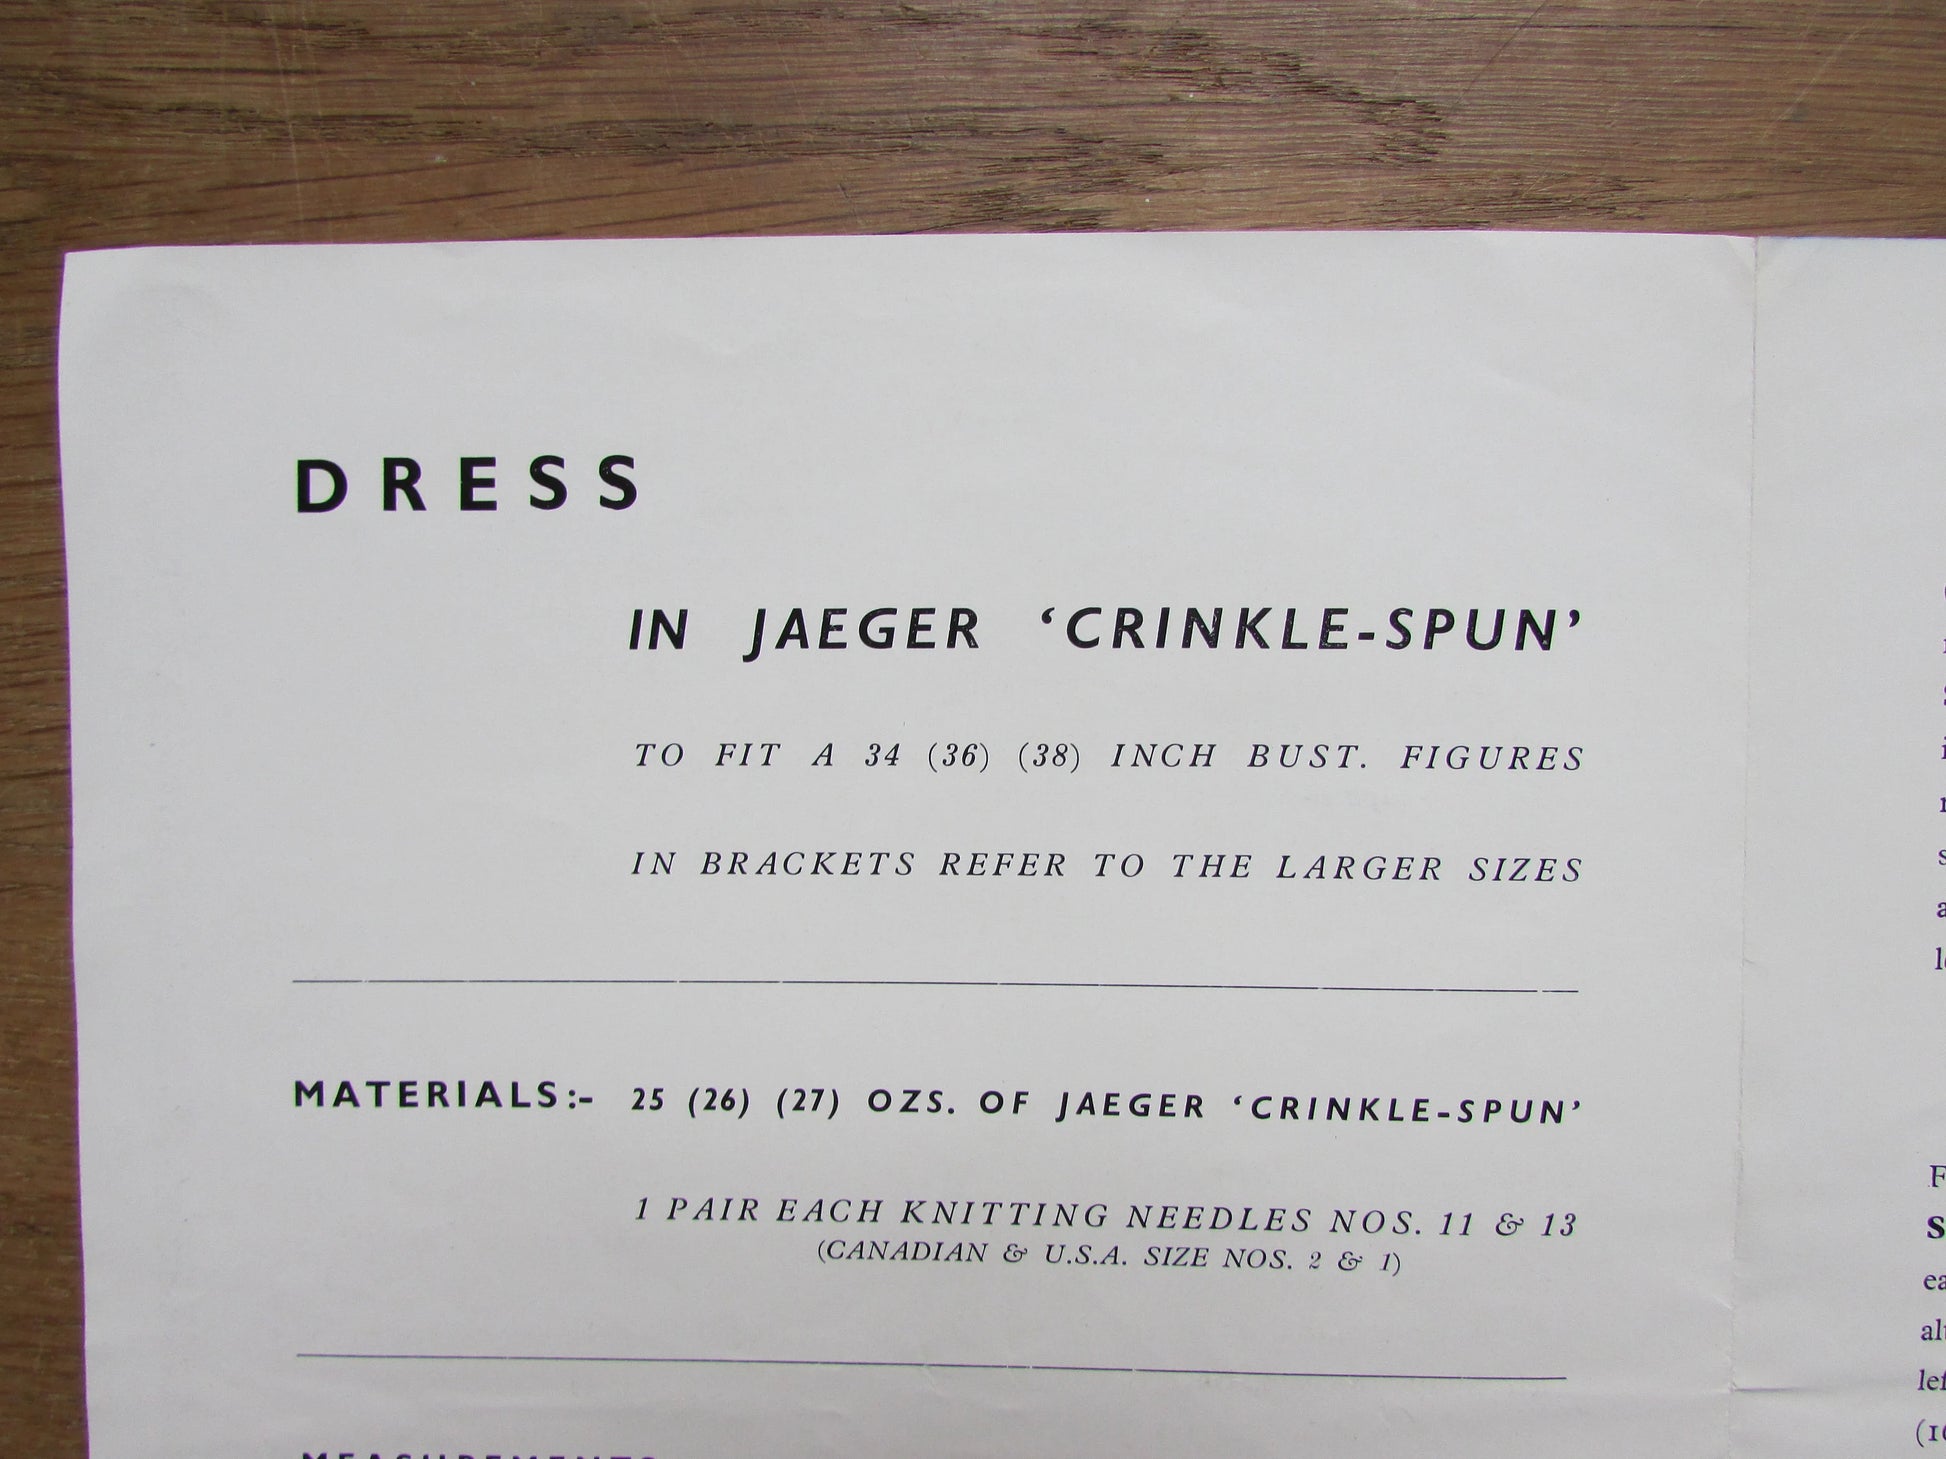 DRESS
IN JAEGER ‘CRINKLE-SPUN’
TO FIT A 34 (36) (38) INCH BUST. FIGURES
IN BRACKETS REFER TO THE LARGER SIZES
MATERIALS:- 25 (26) (27) OZS. OF JAEGER ‘CRINKLE-SPUN’
1 PAIR EACH KNITTING NEEDLES NOS. 11 & 13
(CANADIAN & U.S.A. SIZE NOS. 2 & 1)
MEASUREMENTS